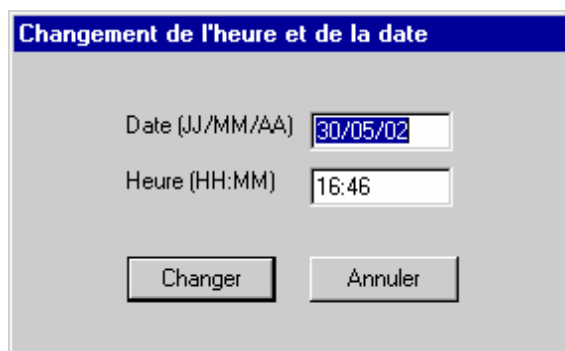 Changement de l'heure et de la date
Date (JJ/MM/AA) 30/05/02
Heure (HH:MM) 16:46
Changer Annuler